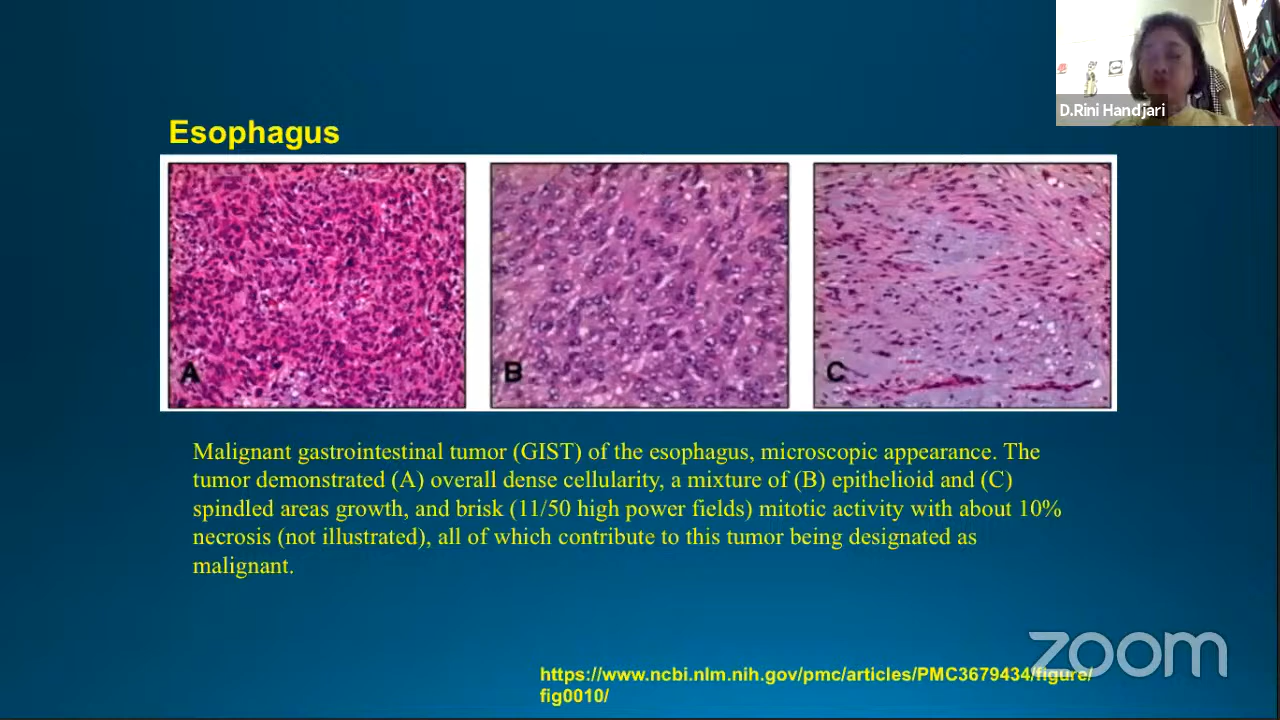 D.Rini Handjari
Esophagus
A
B
C
Malignant gastrointestinal tumor (GIST) of the esophagus, microscopic appearance. The
tumor demonstrated (A) overall dense cellularity, a mixture of (B) epithelioid and (C)
spindled areas growth, and brisk (11/50 high power fields) mitotic activity with about 10%
necrosis (not illustrated), all of which contribute to this tumor being designated as
malignant.
zoom
https://www.ncbi.nlm.nih.gov/pmc/articles/PMC3679434/figure/
fig0010/